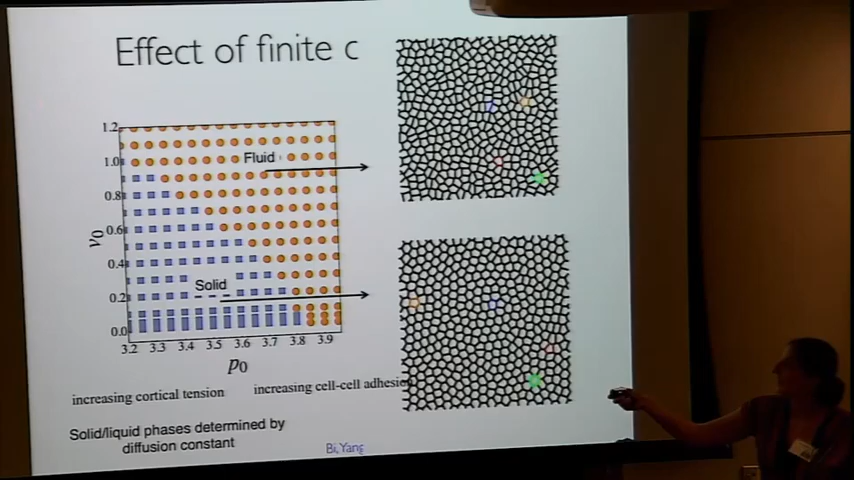 Effect of finite c
1.2
1.0
0.8
0.6
0.4
0.2
0.0
v0
Fluid
Solid
3.2 3.3 3.4 3.5 3.6 3.7 3.8 3.9
p0
increasing cortical tension
increasing cell-cell adhesio
Solid/liquid phases determined by
diffusion constant
Bi, Yang